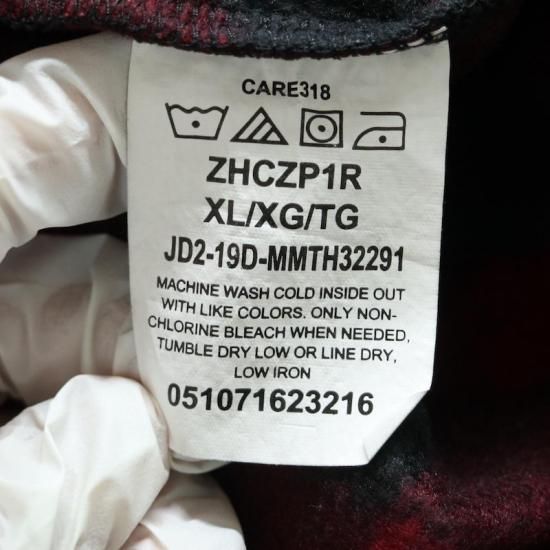 CARE318
ZHCZP1R
XL/XG/TG
JD2-19D-MMTH32291
MACHINE WASH COLD INSIDE OUT
WITH LIKE COLORS. ONLY NON-
CHLORINE BLEACH WHEN NEEDED,
TUMBLE DRY LOW OR LINE DRY,
LOW IRON
051071623216